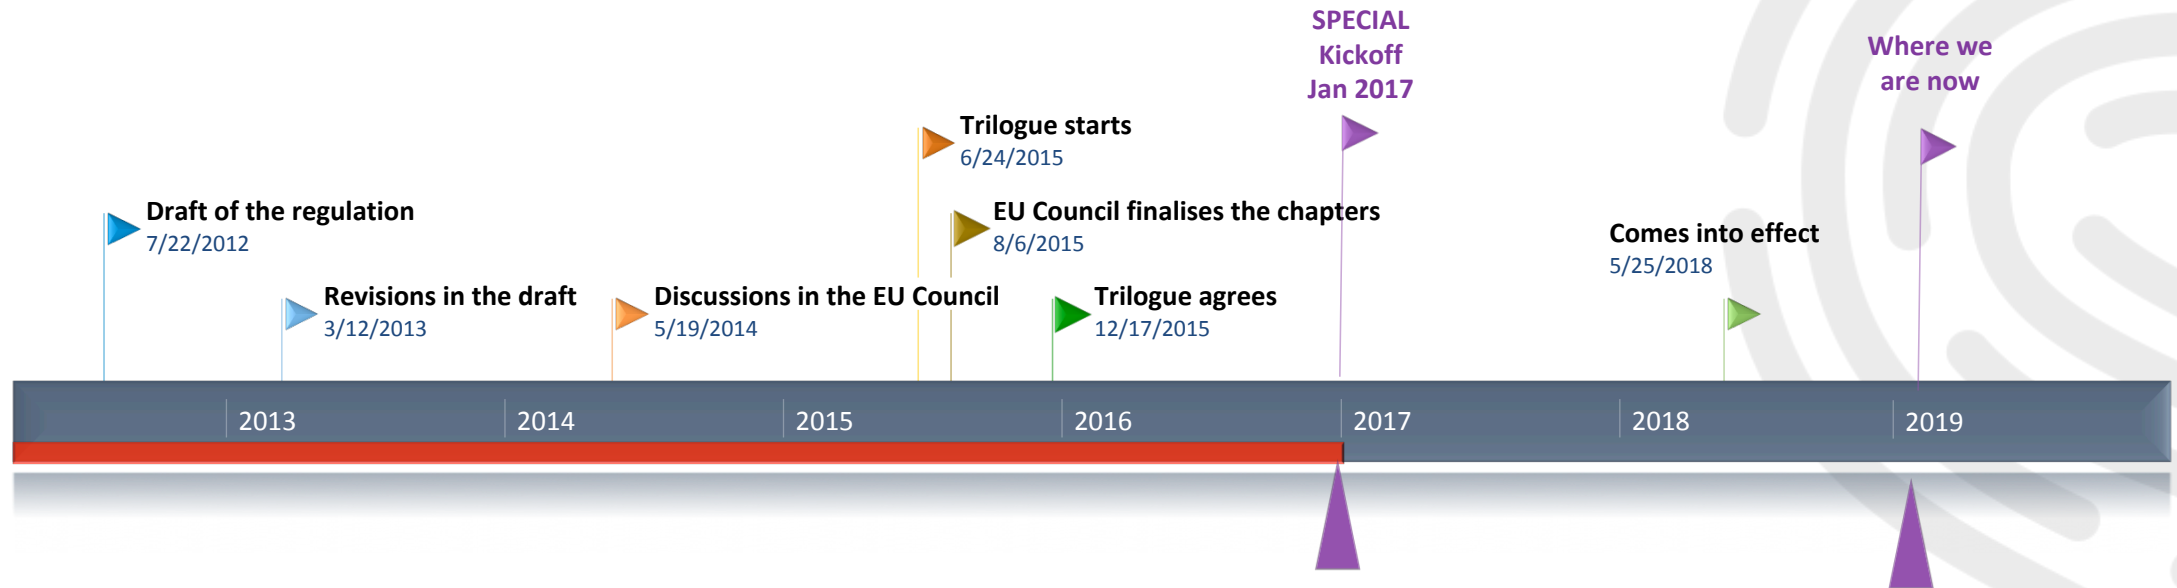 SPECIAL
Kickoff
Jan 2017
Where we
are now
Trilogue starts
6/24/2015
Draft of the regulation
7/22/2012
EU Council finalises the chapters
8/6/2015
Comes into effect
5/25/2018
Revisions in the draft
3/12/2013
Discussions in the EU Council
5/19/2014
Trilogue agrees
12/17/2015
2013
2014
2015
2016
2017
2018
2019